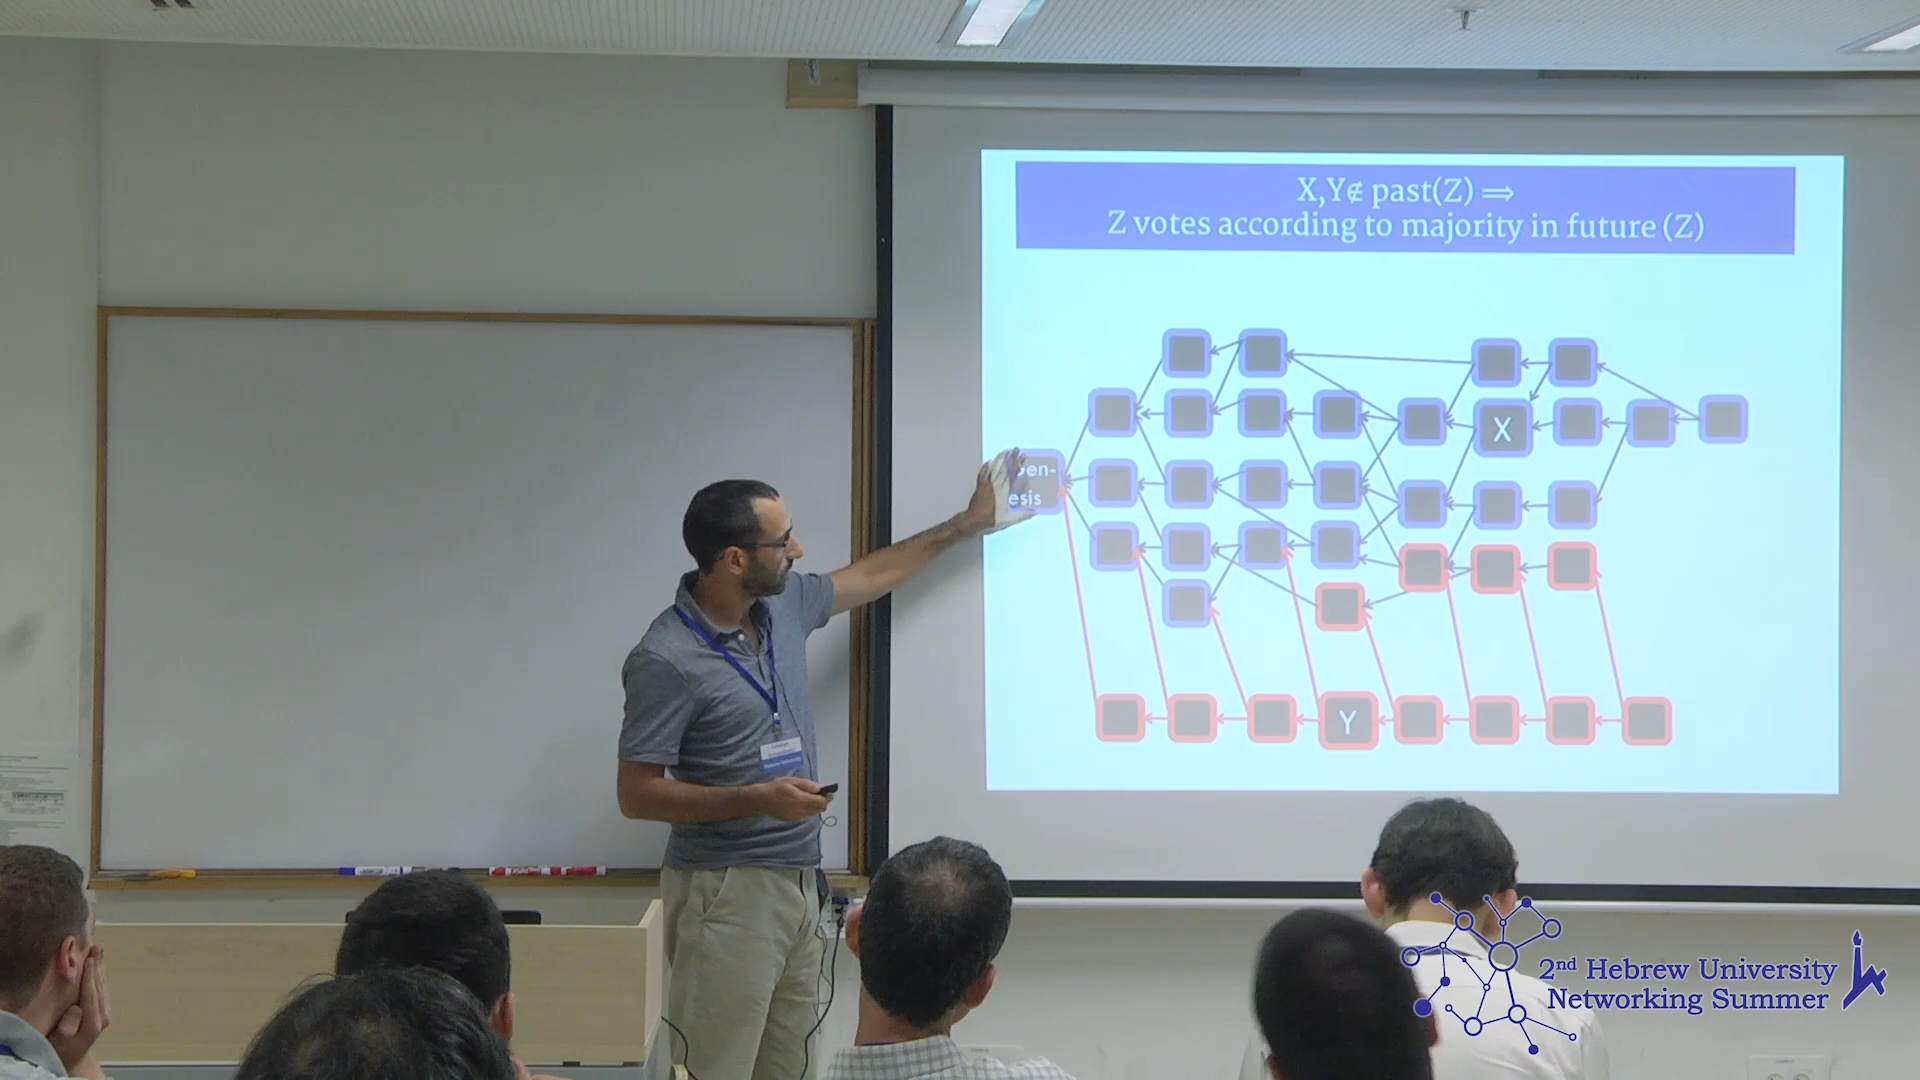 X,Y∉ past(Z) ⟹
Z votes according to majority in future (Z)
X
esis
Y
2nd Hebrew University
Networking Summer